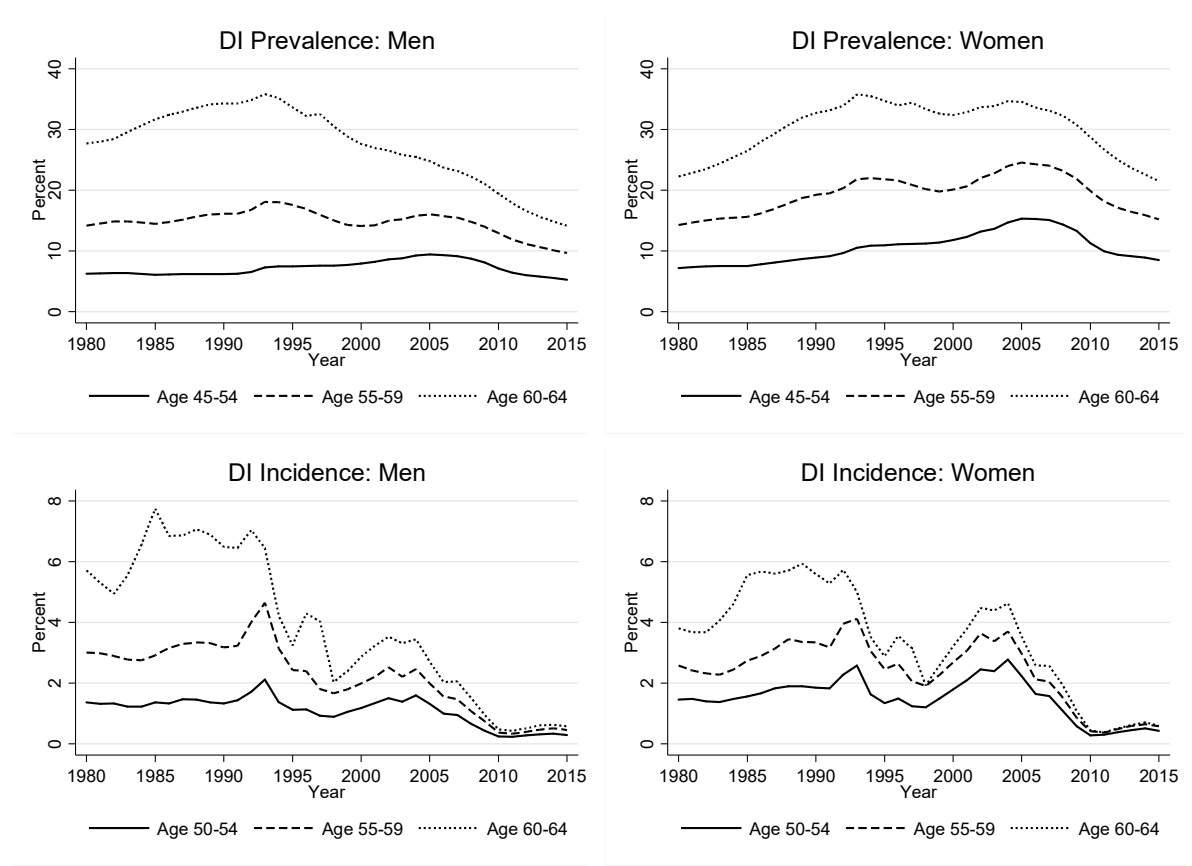 DI Prevalence: Men
Percent
40
30
20
10
0
1980 1985 1990 1995 2000 2005 2010 2015
Year
Age 45-54 Age 55-59 Age 60-64
DI Prevalence: Women
Percent
40
30
20
10
0
1980 1985 1990 1995 2000 2005 2010 2015
Year
Age 45-54 Age 55-59 Age 60-64
DI Incidence: Men
Percent
8
6
4
2
0
1980 1985 1990 1995 2000 2005 2010 2015
Year
Age 50-54 Age 55-59 Age 60-64
DI Incidence: Women
Percent
8
6
4
2
0
1980 1985 1990 1995 2000 2005 2010 2015
Year
Age 50-54 Age 55-59 Age 60-64